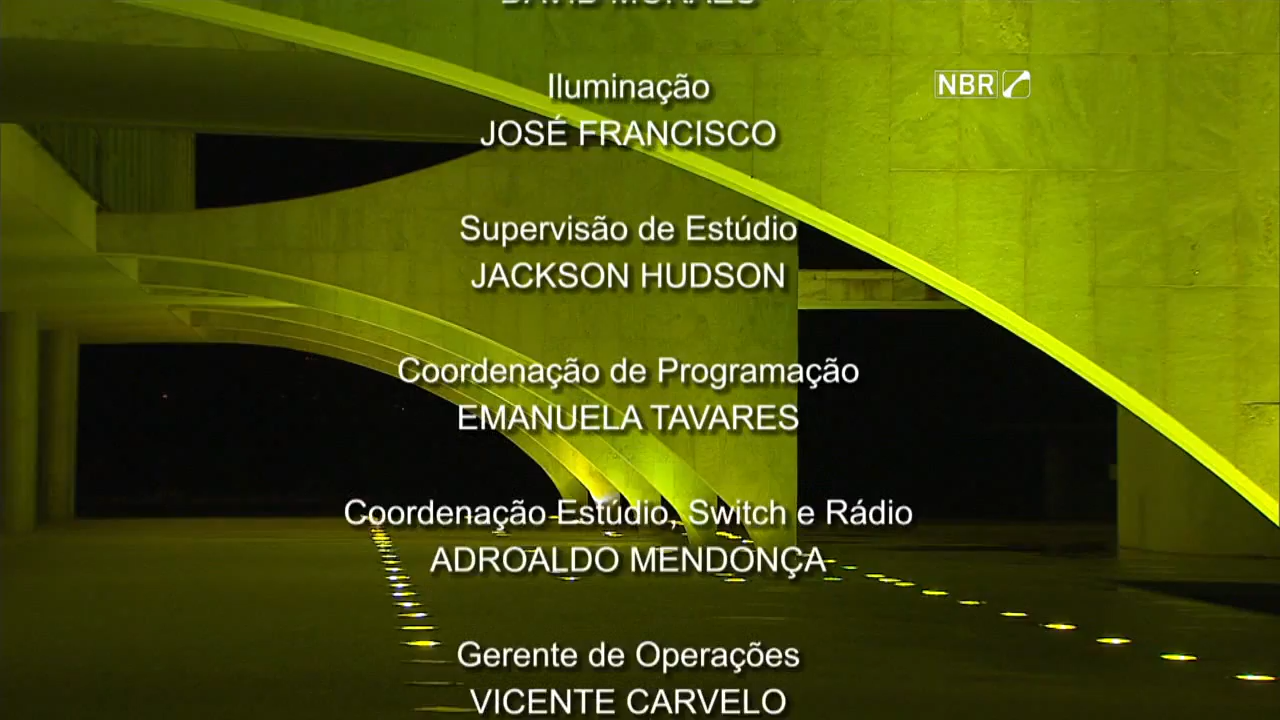 NBR
Iluminação
JOSÉ FRANCISCO
Supervisão de Estúdio
JACKSON HUDSON
Coordenação de Programação
EMANUELA TAVARES
Coordenação Estúdio, Switch e Rádio
ADROALDO MENDONÇA
Gerente de Operações
VICENTE CARVELO